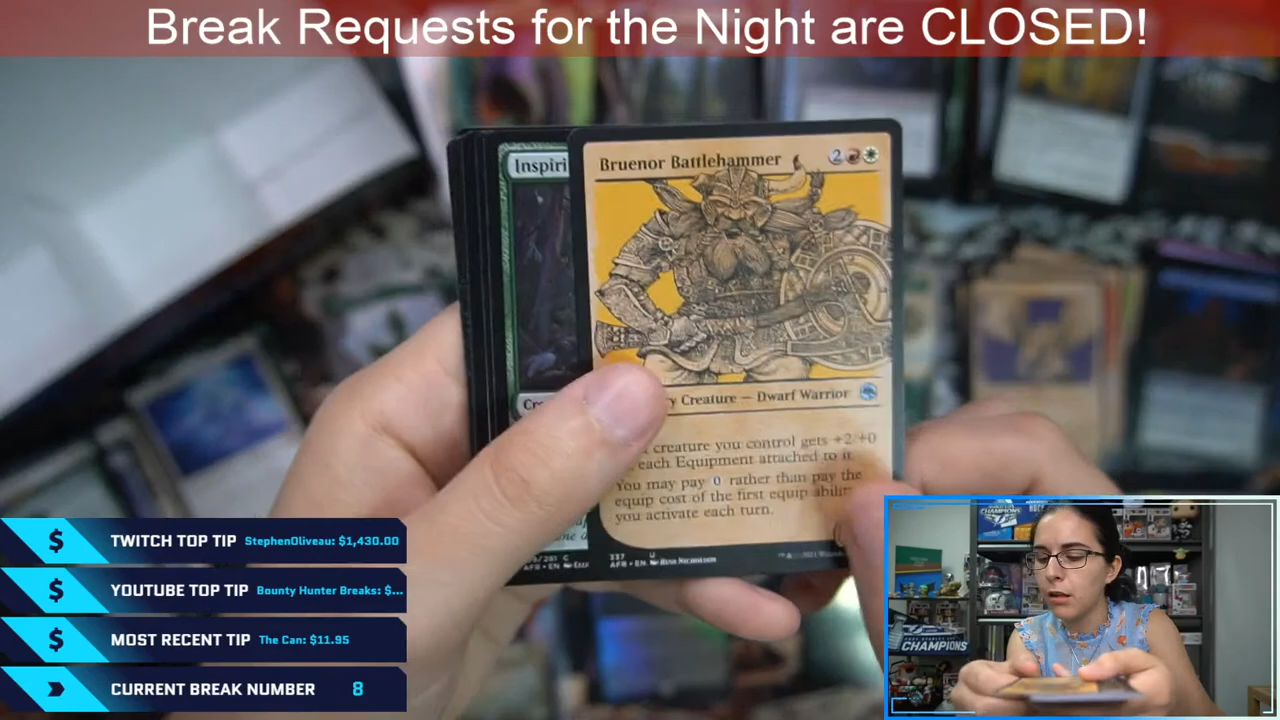 Break Requests for the Night are CLOSED!
Bruenor Battlehammer 2
Inspiri
Creature — Dwarf Warrior
creature you control gets +2/+0
each Equipment attached to it.
You may pay 0 rather than pay the
equip cost of the first equip ability
you activate each turn.
337 U
AFR • EN
/281 C
AFR • EN
CHAMPIONS
CHAMPIONS
$ TWITCH TOP TIP StephenOliveau: $1,430.00
$ YOUTUBE TOP TIP Bounty Hunter Breaks: $...
$ MOST RECENT TIP The Can: $11.95
CURRENT BREAK NUMBER 8